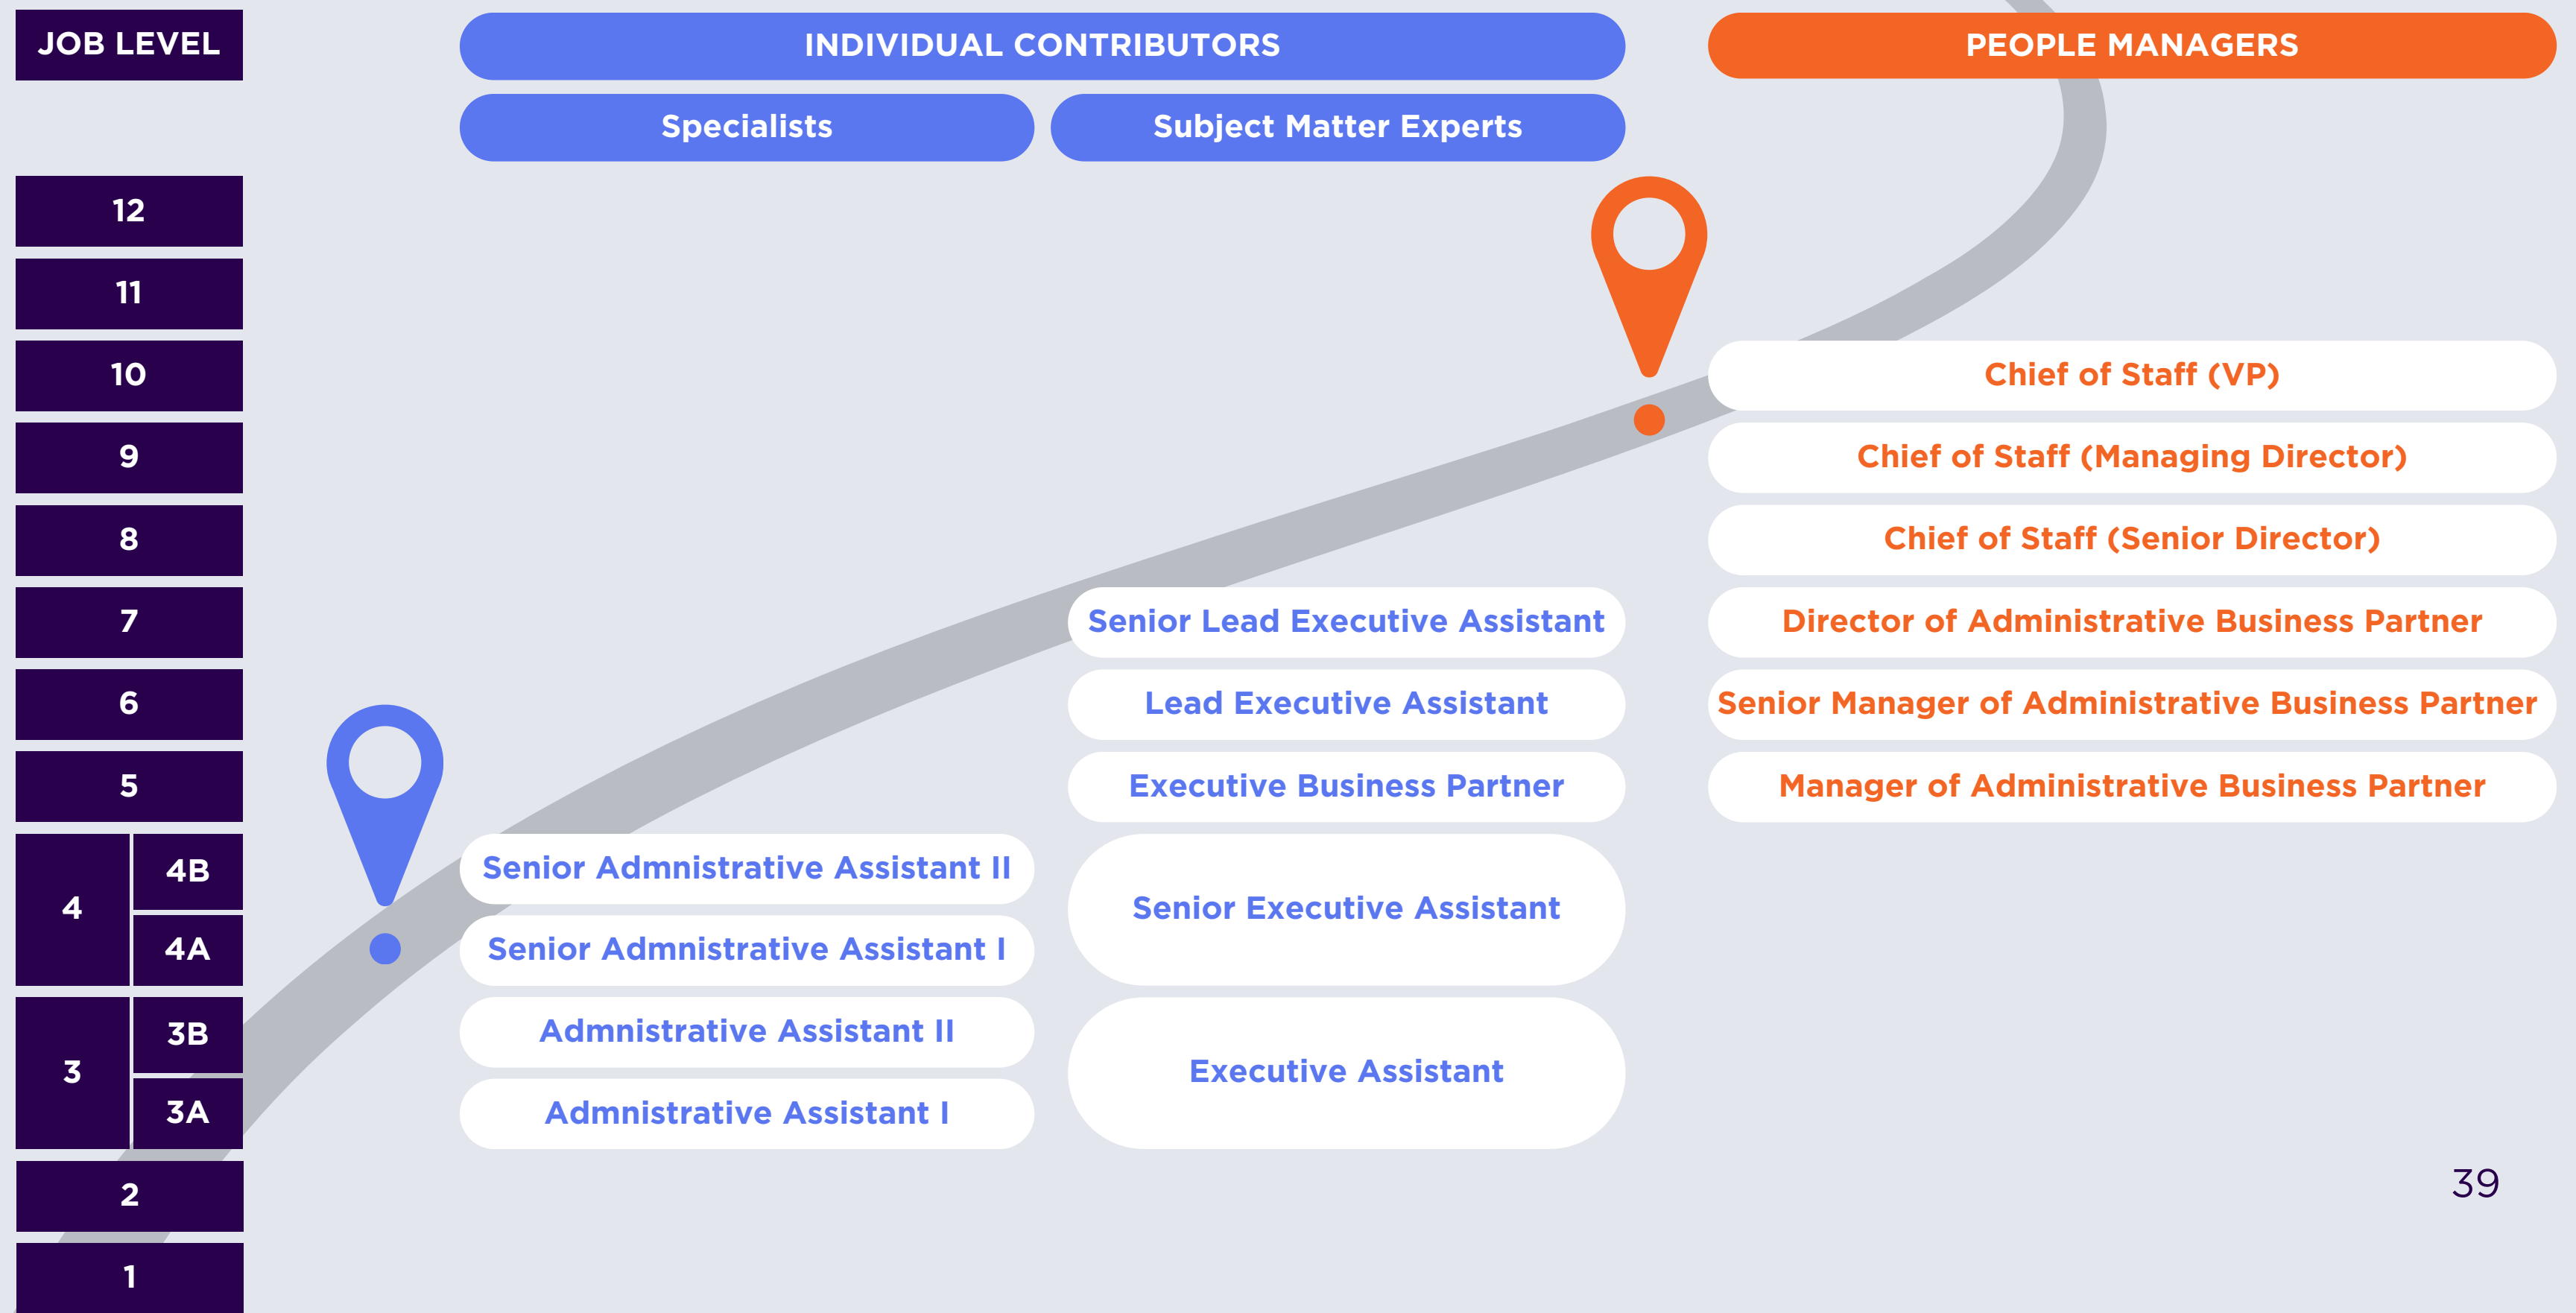 JOB LEVEL
INDIVIDUAL CONTRIBUTORS
PEOPLE MANAGERS
Specialists
Subject Matter Experts
12
11
10
Chief of Staff (VP)
9
Chief of Staff (Managing Director)
8
Chief of Staff (Senior Director)
7
Senior Lead Executive Assistant
Director of Administrative Business Partner
6
Lead Executive Assistant
Senior Manager of Administrative Business Partner
5
Executive Business Partner
Manager of Administrative Business Partner
4
4B
Senior Admnistrative Assistant II
Senior Executive Assistant
4A
Senior Admnistrative Assistant I
3
3B
Admnistrative Assistant II
Executive Assistant
3A
Admnistrative Assistant I
2
39
1